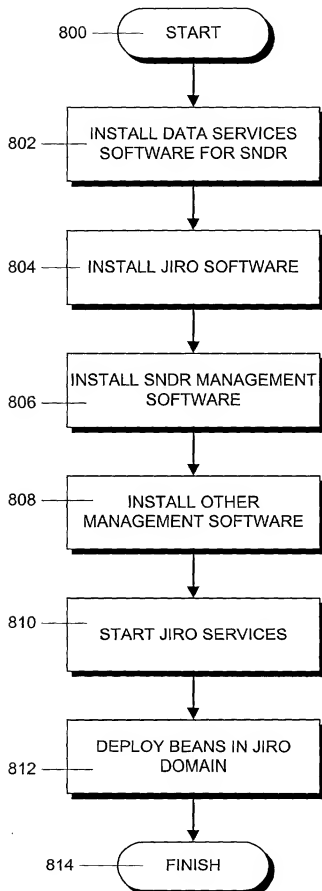 800
START
802
INSTALL DATA SERVICES
SOFTWARE FOR SNDR
804
INSTALL JIRO SOFTWARE
806
INSTALL SNDR MANAGEMENT
SOFTWARE
808
INSTALL OTHER
MANAGEMENT SOFTWARE
810
START JIRO SERVICES
812
DEPLOY BEANS IN JIRO
DOMAIN
814
FINISH